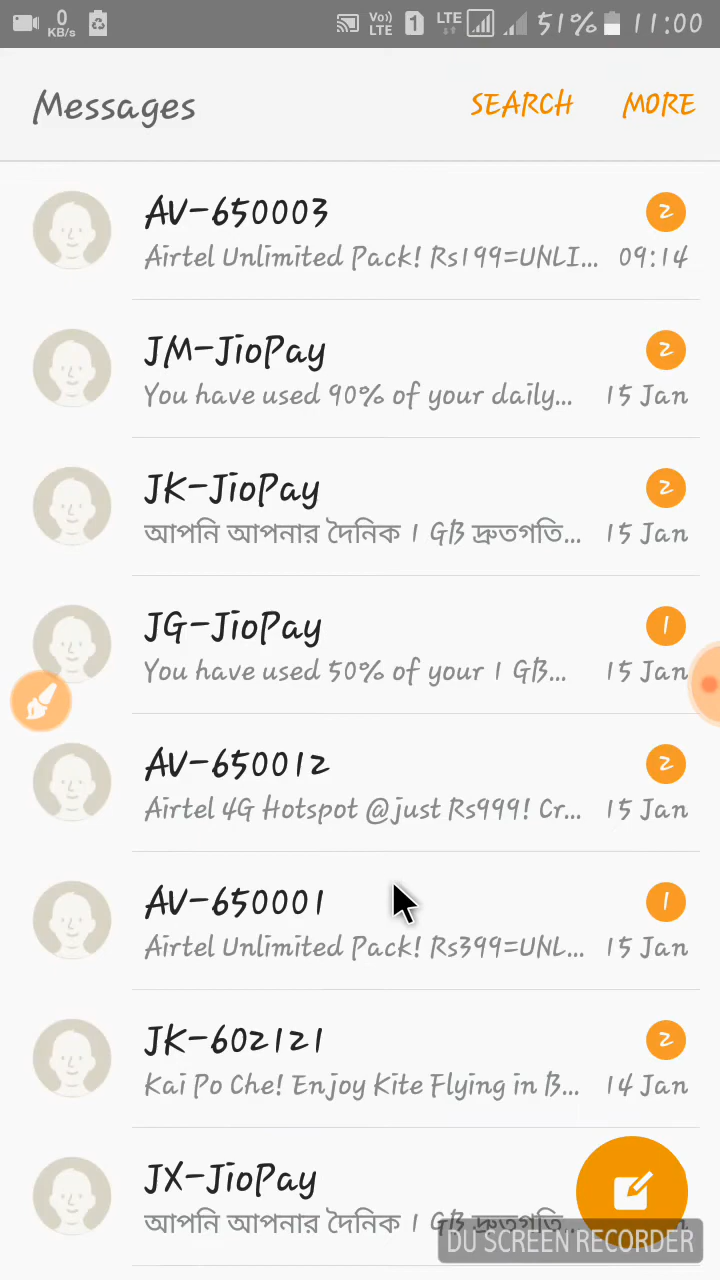 0 KB/s Vo)) LTE 1 LTE 51% 11:00
Messages SEARCH MORE
AV-650003 2
Airtel Unlimited Pack! Rs199=UNLI... 09:14
JM-JioPay 2
You have used 90% of your daily... 15 Jan
JK-JioPay 2
আপনি আপনার দৈনিক 1 GB দ্রুতগতি... 15 Jan
JG-JioPay 1
You have used 50% of your 1 GB... 15 Jan
AV-650012 2
Airtel 4G Hotspot @just Rs999! Cr... 15 Jan
AV-650001 1
Airtel Unlimited Pack! Rs399=UNL... 15 Jan
JK-602121 2
Kai Po Che! Enjoy Kite Flying in B... 14 Jan
JX-JioPay
আপনি আপনার দৈনিক 1 GB দ্রুতগতি...
DU SCREEN RECORDER